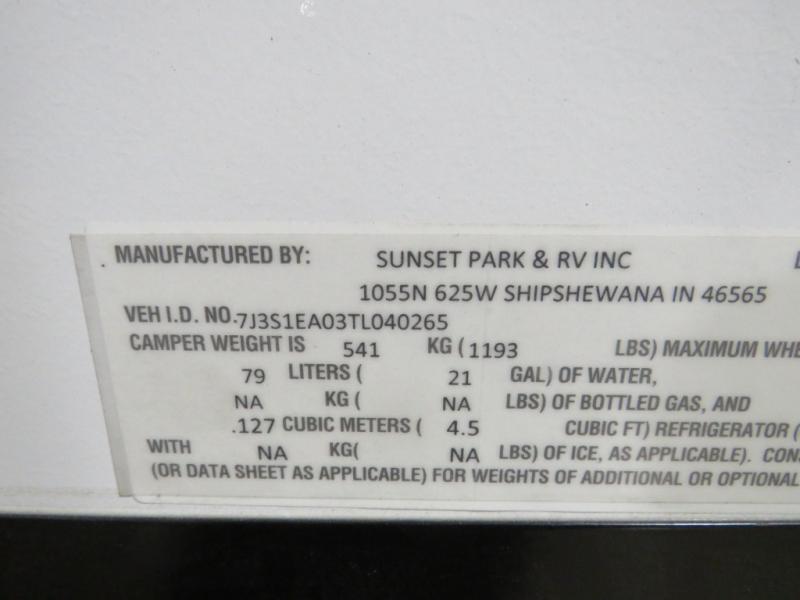 MANUFACTURED BY: SUNSET PARK & RV INC
1055N 625W SHIPSHEWANA IN 46565
VEH I.D. NO. 7J3S1EA03TL040265
CAMPER WEIGHT IS 541 KG ( 1193 LBS) MAXIMUM WHE
79 LITERS ( 21 GAL) OF WATER,
NA KG ( NA LBS) OF BOTTLED GAS, AND
.127 CUBIC METERS ( 4.5 CUBIC FT) REFRIGERATOR (
WITH NA KG( NA LBS) OF ICE, AS APPLICABLE). CONS
(OR DATA SHEET AS APPLICABLE) FOR WEIGHTS OF ADDITIONAL OR OPTIONAL